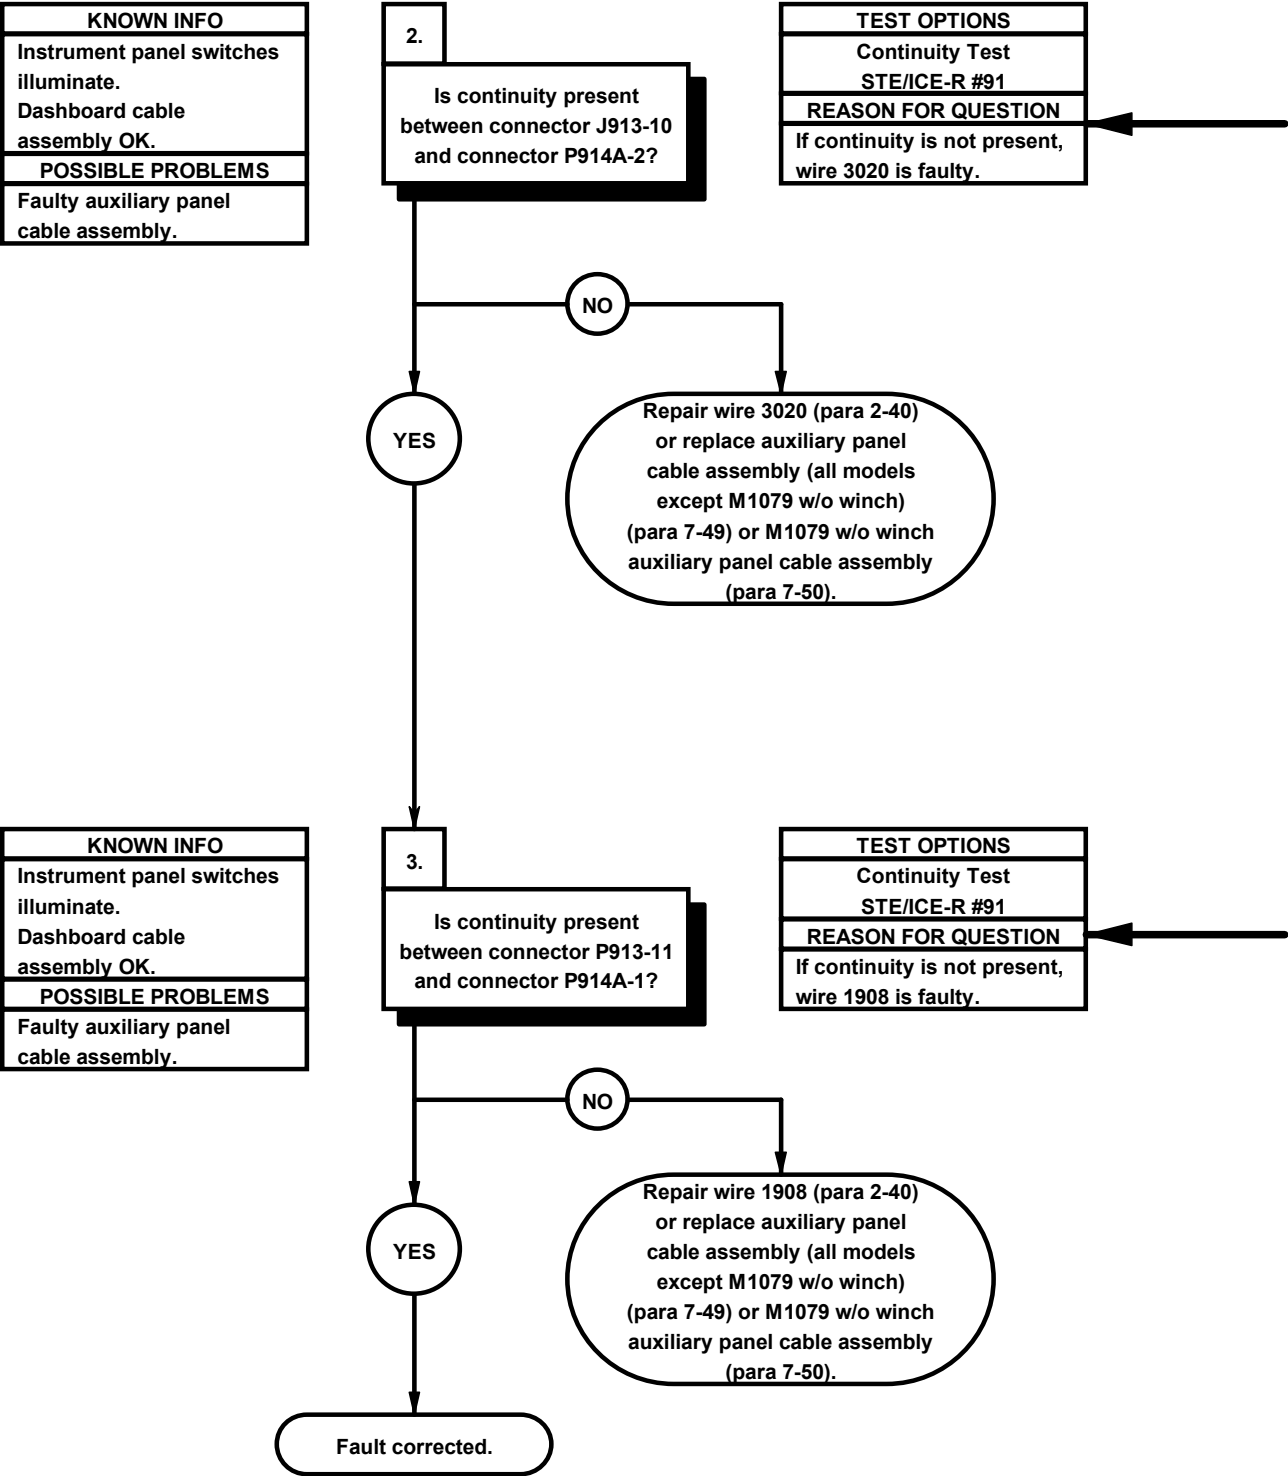 KNOWN INFO
Instrument panel switches
illuminate.
Dashboard cable
assembly OK.
POSSIBLE PROBLEMS
Faulty auxiliary panel
cable assembly.
2.
Is continuity present
between connector J913-10
and connector P914A-2?
TEST OPTIONS
Continuity Test
STE/ICE-R #91
REASON FOR QUESTION
If continuity is not present,
wire 3020 is faulty.
NO
YES
Repair wire 3020 (para 2-40)
or replace auxiliary panel
cable assembly (all models
except M1079 w/o winch)
(para 7-49) or M1079 w/o winch
auxiliary panel cable assembly
(para 7-50).
KNOWN INFO
Instrument panel switches
illuminate.
Dashboard cable
assembly OK.
POSSIBLE PROBLEMS
Faulty auxiliary panel
cable assembly.
3.
Is continuity present
between connector P913-11
and connector P914A-1?
TEST OPTIONS
Continuity Test
STE/ICE-R #91
REASON FOR QUESTION
If continuity is not present,
wire 1908 is faulty.
NO
YES
Repair wire 1908 (para 2-40)
or replace auxiliary panel
cable assembly (all models
except M1079 w/o winch)
(para 7-49) or M1079 w/o winch
auxiliary panel cable assembly
(para 7-50).
Fault corrected.